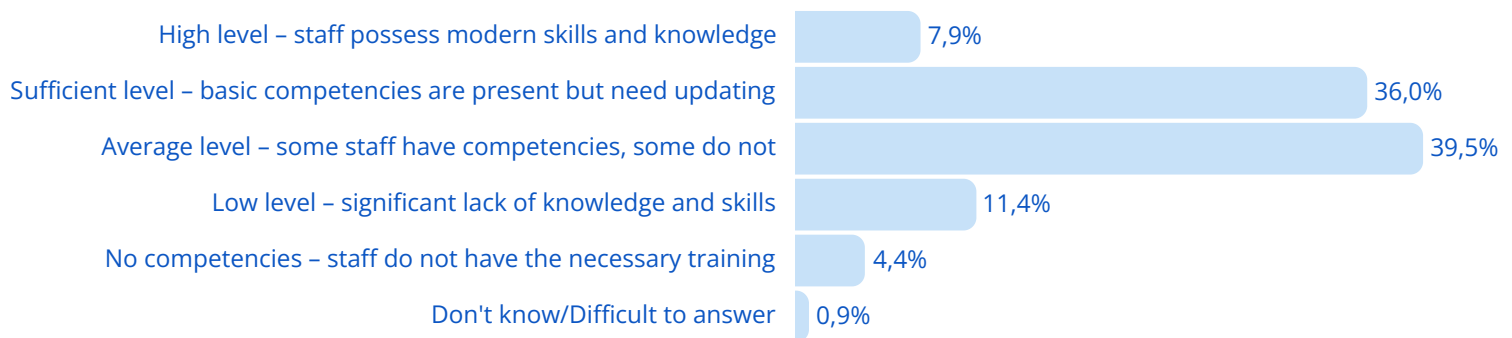 High level – staff possess modern skills and knowledge 7,9%
Sufficient level – basic competencies are present but need updating 36,0%
Average level – some staff have competencies, some do not 39,5%
Low level – significant lack of knowledge and skills 11,4%
No competencies – staff do not have the necessary training 4,4%
Don't know/Difficult to answer 0,9%